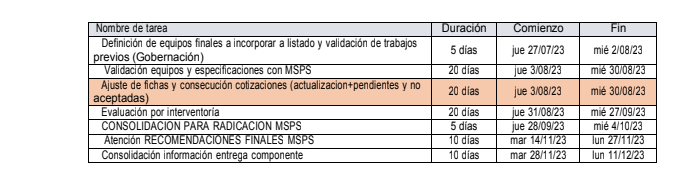 Nombre de tarea Duración Comienzo Fin
Definición de equipos finales a incorporar a listado y validación de trabajos
previos (Gobernación) 5 días jue 27/07/23 mié 2/08/23
Validación equipos y especificaciones con MSPS 20 días jue 3/08/23 mié 30/08/23
Ajuste de fichas y consecución cotizaciones (actualizacion+pendientes y no
aceptadas) 20 días jue 3/08/23 mié 30/08/23
Evaluación por interventoría 20 días jue 31/08/23 mié 27/09/23
CONSOLIDACION PARA RADICACION MSPS 5 días jue 28/09/23 mié 4/10/23
Atención RECOMENDACIONES FINALES MSPS 10 días mar 14/11/23 lun 27/11/23
Consolidación información entrega componente 10 días mar 28/11/23 lun 11/12/23